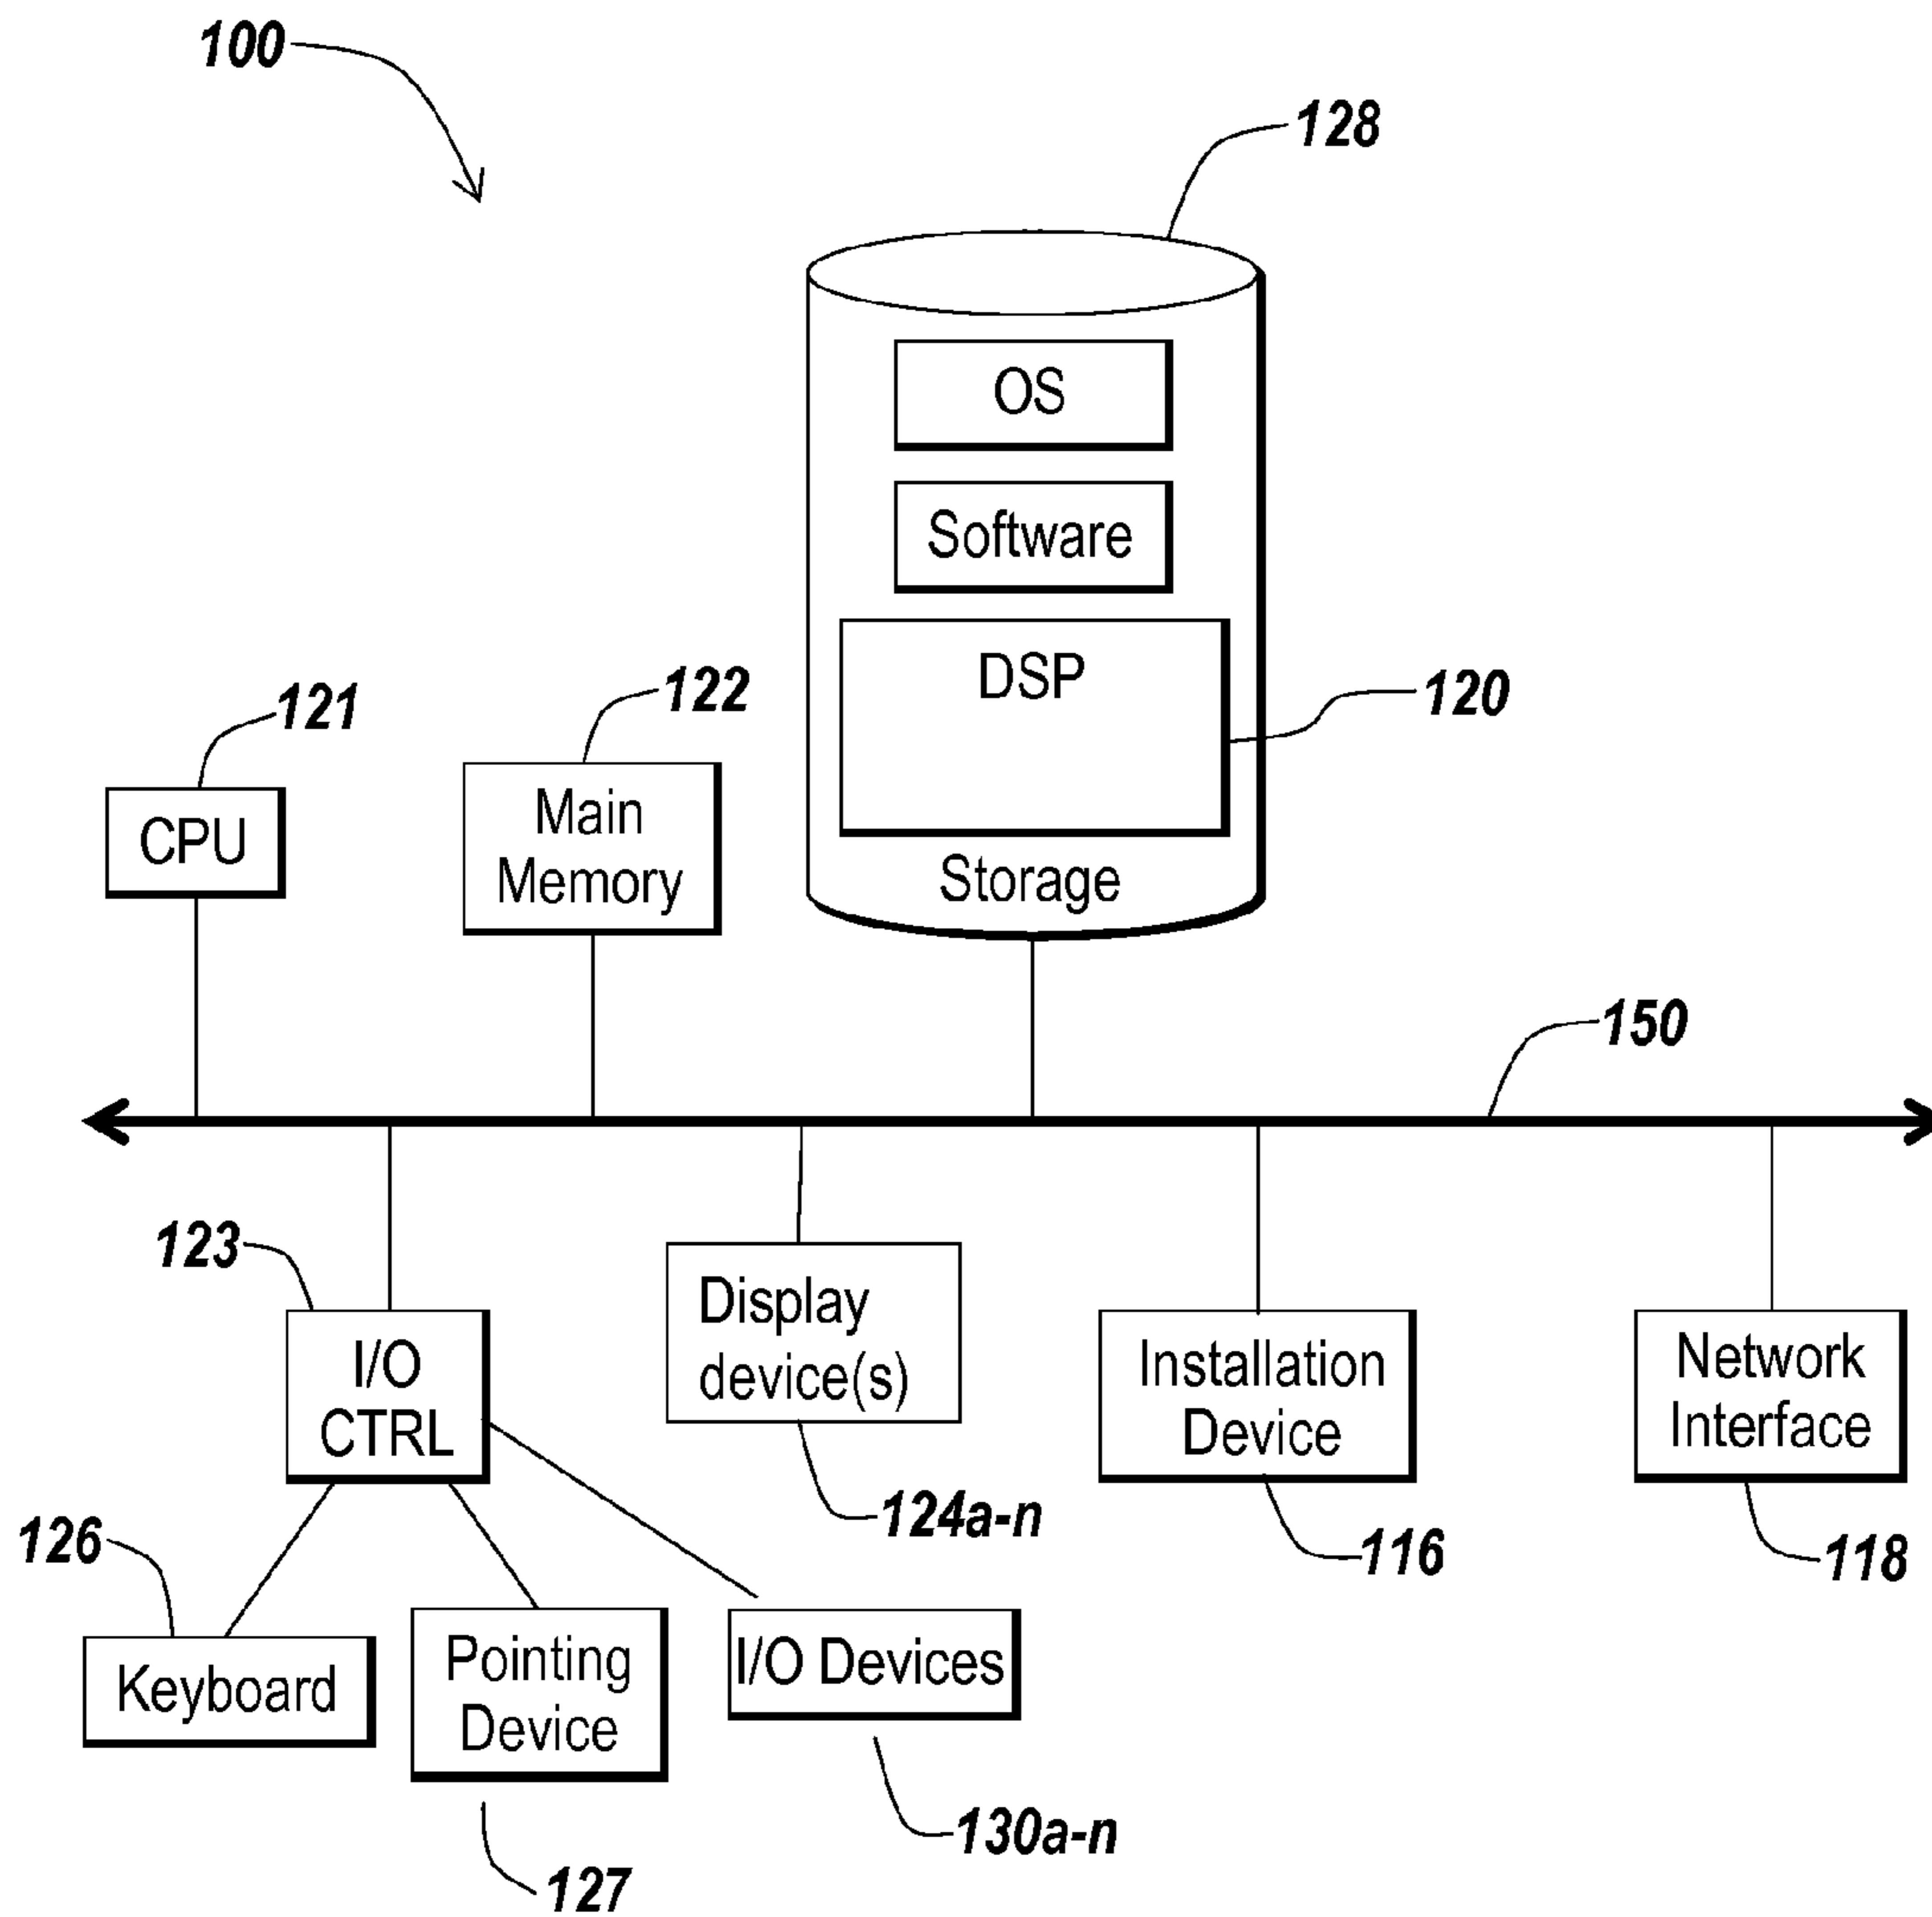 100
128
OS
Software
DSP
120
121
122
CPU
Main
Memory
Storage
150
123
I/O
CTRL
Display
device(s)
Installation
Device
Network
Interface
124a-n
116
118
126
Keyboard
Pointing
Device
I/O Devices
130a-n
127